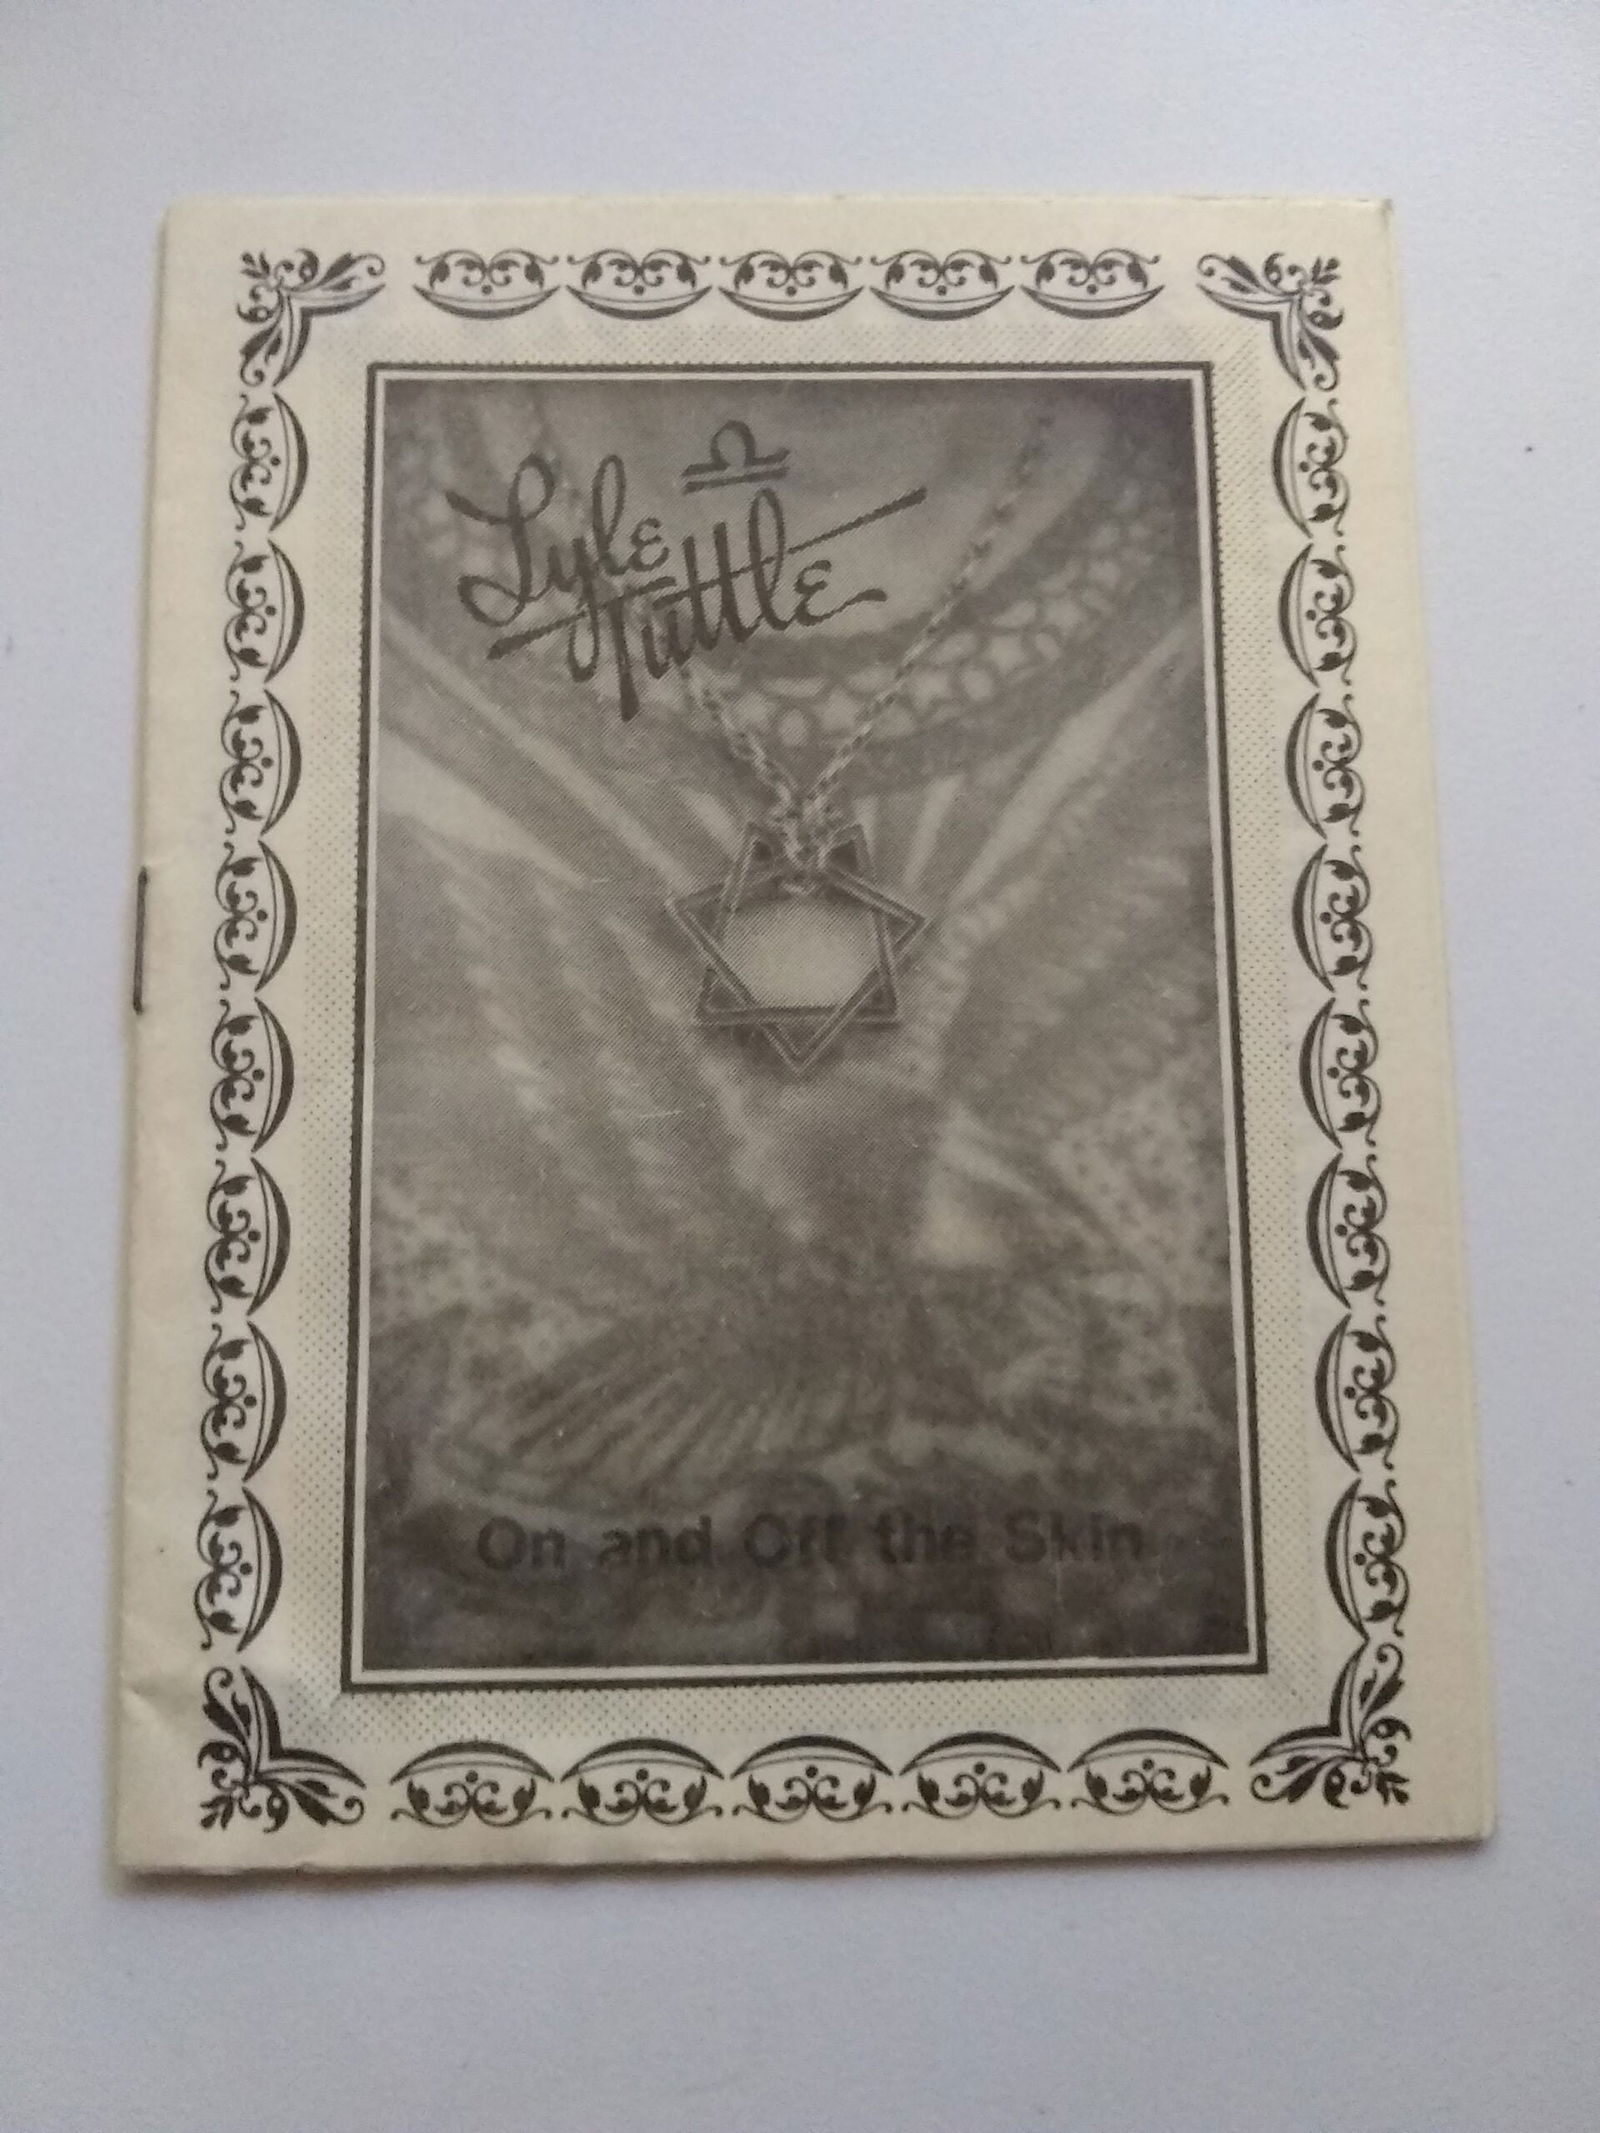 Lyle
Tuttle
On and Off the Skin